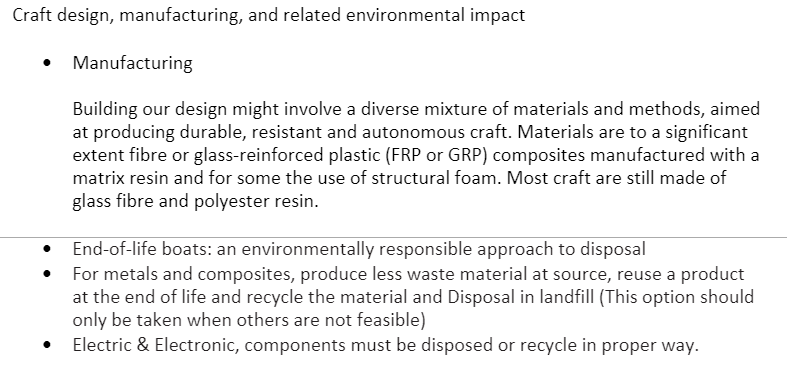 Craft design, manufacturing, and related environmental impact
• Manufacturing
Building our design might involve a diverse mixture of materials and methods, aimed
at producing durable, resistant and autonomous craft. Materials are to a significant
extent fibre or glass-reinforced plastic (FRP or GRP) composites manufactured with a
matrix resin and for some the use of structural foam. Most craft are still made of
glass fibre and polyester resin.
• End-of-life boats: an environmentally responsible approach to disposal
• For metals and composites, produce less waste material at source, reuse a product
at the end of life and recycle the material and Disposal in landfill (This option should
only be taken when others are not feasible)
• Electric & Electronic, components must be disposed or recycle in proper way.